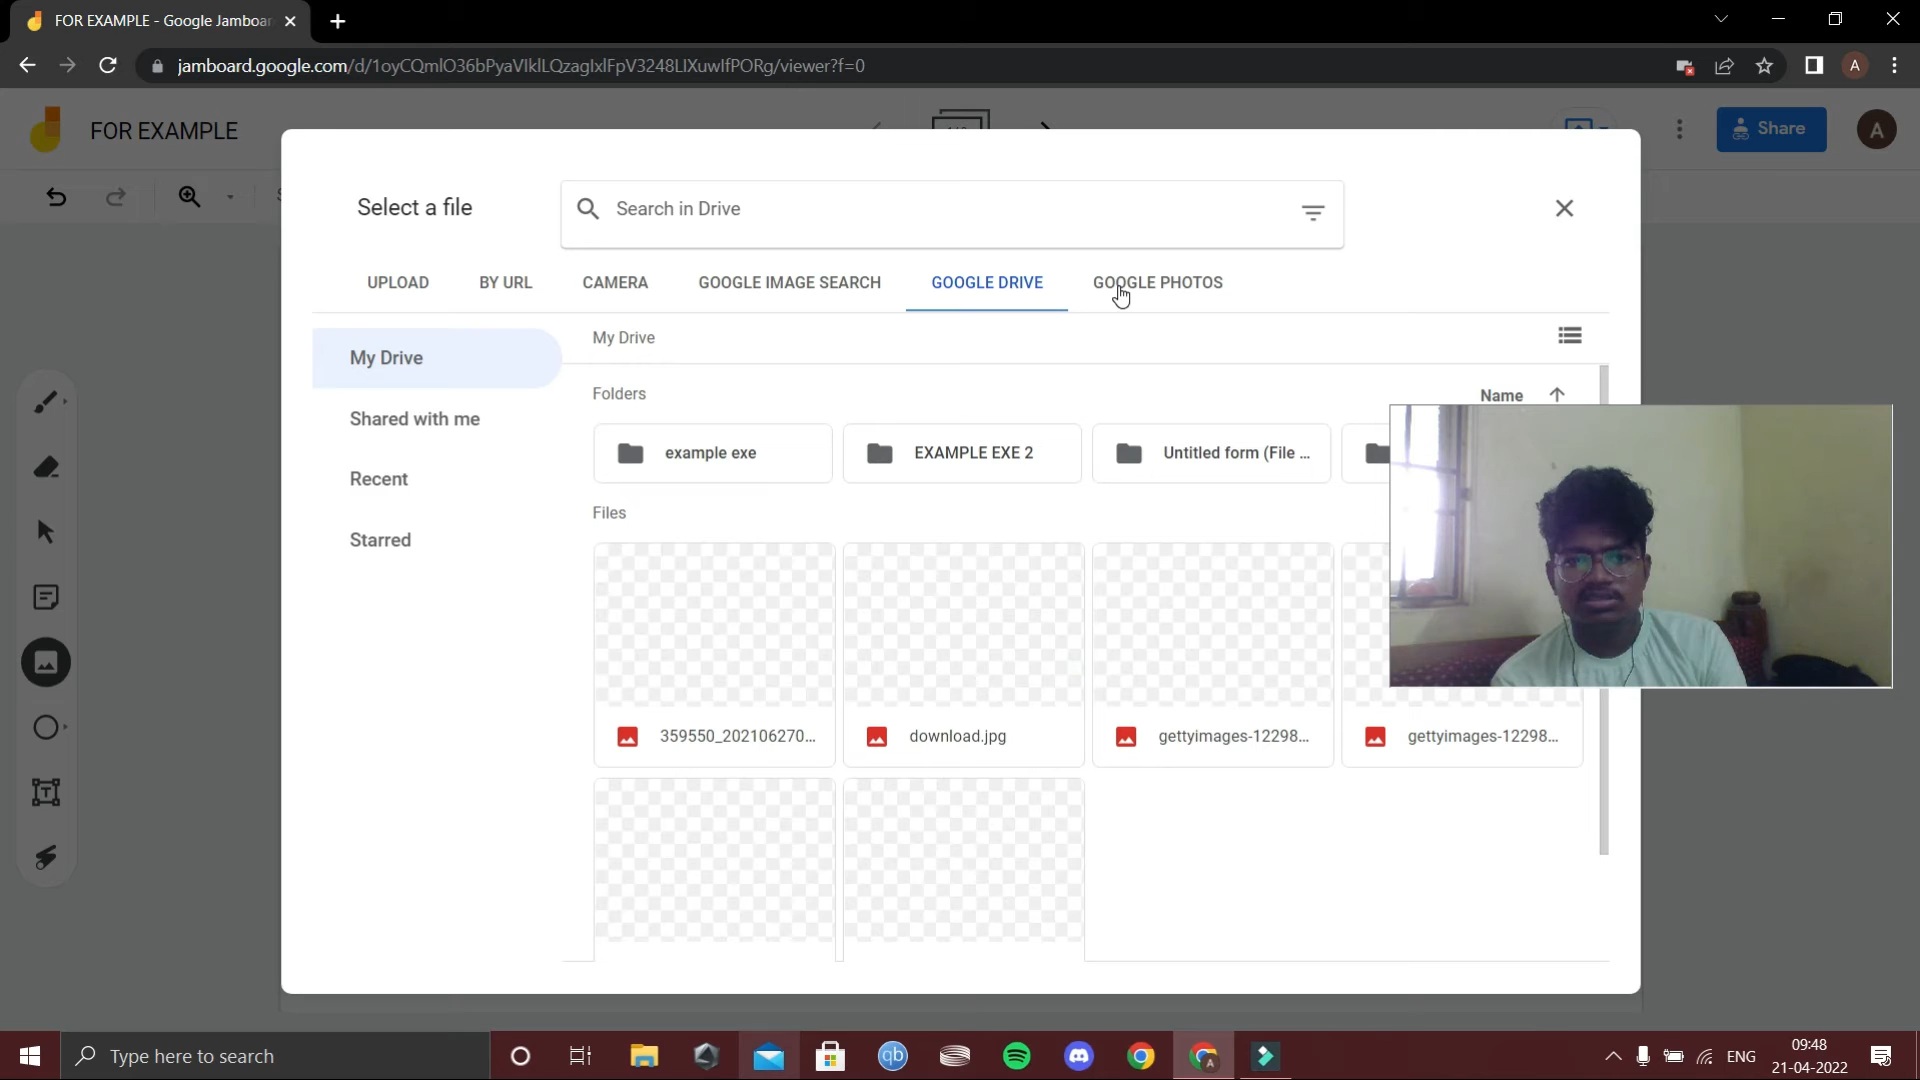 FOR EXAMPLE - Google Jamboar
jamboard.google.com/d/1oyCQmlO36bPyaVIklLQzaglxlFpV3248LIXuwIfPORg/viewer?f=0
A
FOR EXAMPLE
Share
A
Select a file
Search in Drive
UPLOAD
BY URL
CAMERA
GOOGLE IMAGE SEARCH
GOOGLE DRIVE
GOOGLE PHOTOS
My Drive
Shared with me
Recent
Starred
My Drive
Folders
Name
example exe
EXAMPLE EXE 2
Untitled form (File ...
Files
359550_202106270...
download.jpg
gettyimages-12298...
gettyimages-12298...
Type here to search
qb
A
ENG
09:48
21-04-2022